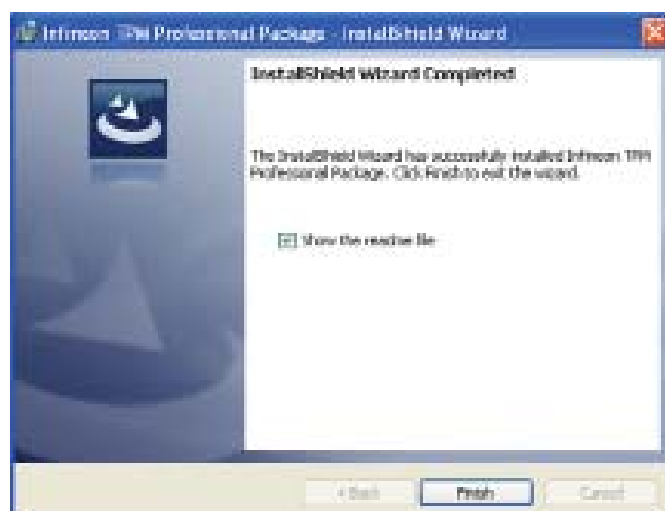 Infineon TPM Professional Package - InstallShield Wizard
InstallShield Wizard Completed
The InstallShield Wizard has successfully installed Infineon TPM
Professional Package. Click Finish to exit the wizard.
Show the readme file
< Back
Finish
Cancel